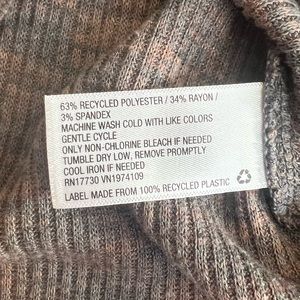 63% RECYCLED POLYESTER / 34% RAYON /
3% SPANDEX
MACHINE WASH COLD WITH LIKE COLORS
GENTLE CYCLE
ONLY NON-CHLORINE BLEACH IF NEEDED
TUMBLE DRY LOW, REMOVE PROMPTLY
COOL IRON IF NEEDED
RN17730 VN1974109
LABEL MADE FROM 100% RECYCLED PLASTIC